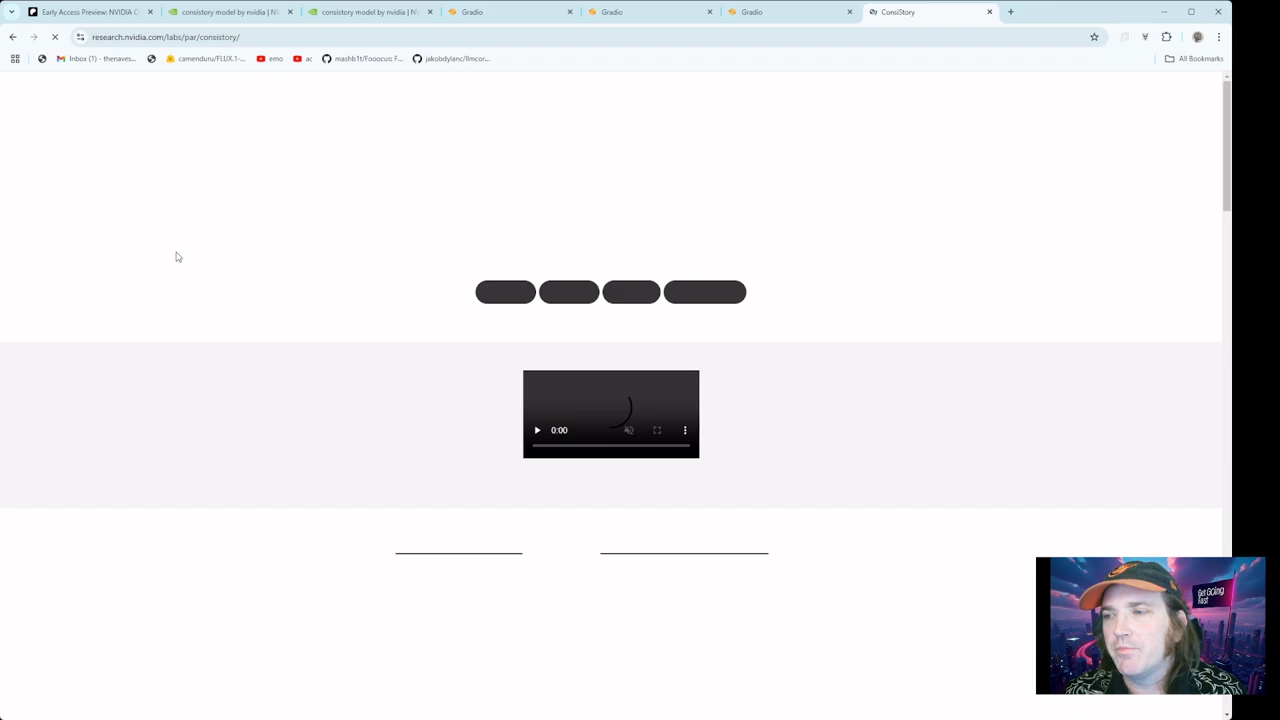 Early Access Preview: NVIDIA C
consistory model by nvidia | N
consistory model by nvidia | N
Gradio
Gradio
Gradio
ConsiStory
research.nvidia.com/labs/par/consistory/
Inbox (1) - thenaves...
camenduru/FLUX.1-...
emo
ac
mashb1t/Fooocus: F...
jakobdylanc/llmcor...
All Bookmarks
0:00
Get GOing
Fast